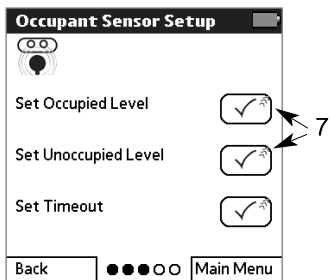 Occupant Sensor Setup
Set Occupied Level
7
Set Unoccupied Level
Set Timeout
Back
Main Menu